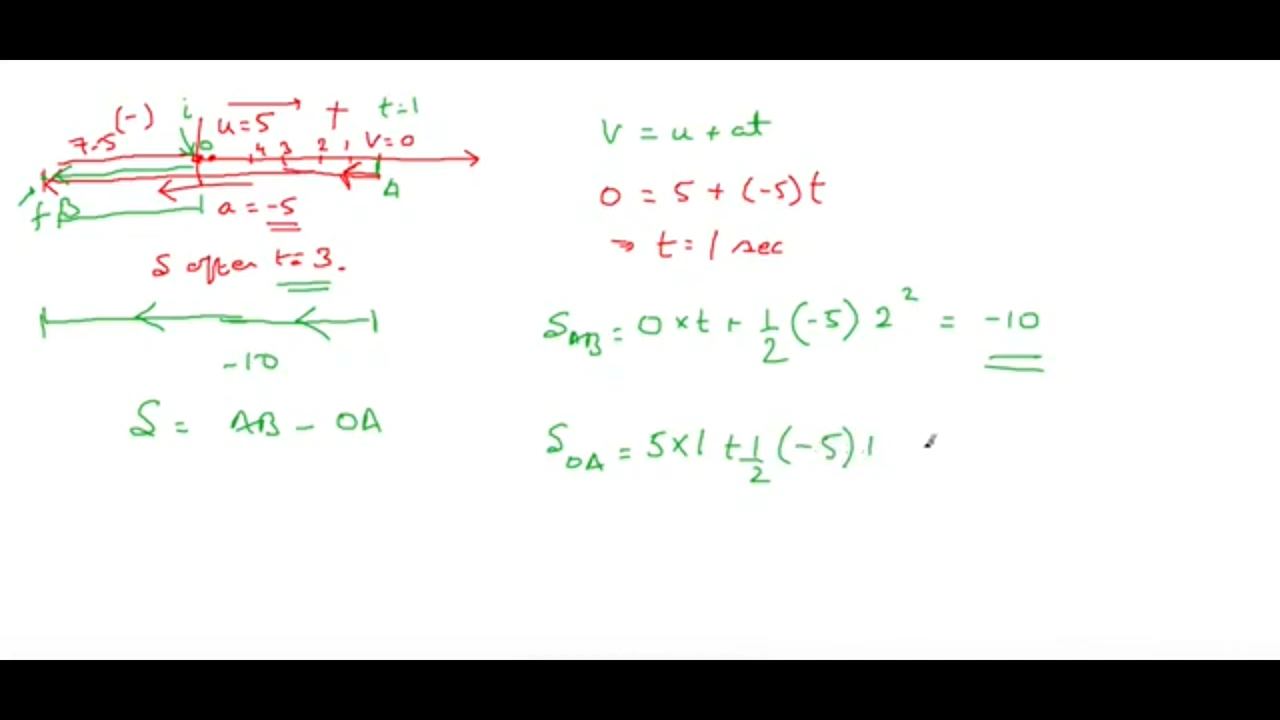 (-) i u=5 + t=1
7.5 0 4 3 2 1 V=0
f B a = -5 A
S after t=3.
-10
S = AB - OA
V = u + at
0 = 5 + (-5)t
→ t = 1 sec
S_AB = 0×t + 1/2 (-5) 2² = -10
S_OA = 5×1 + 1/2 (-5) 1